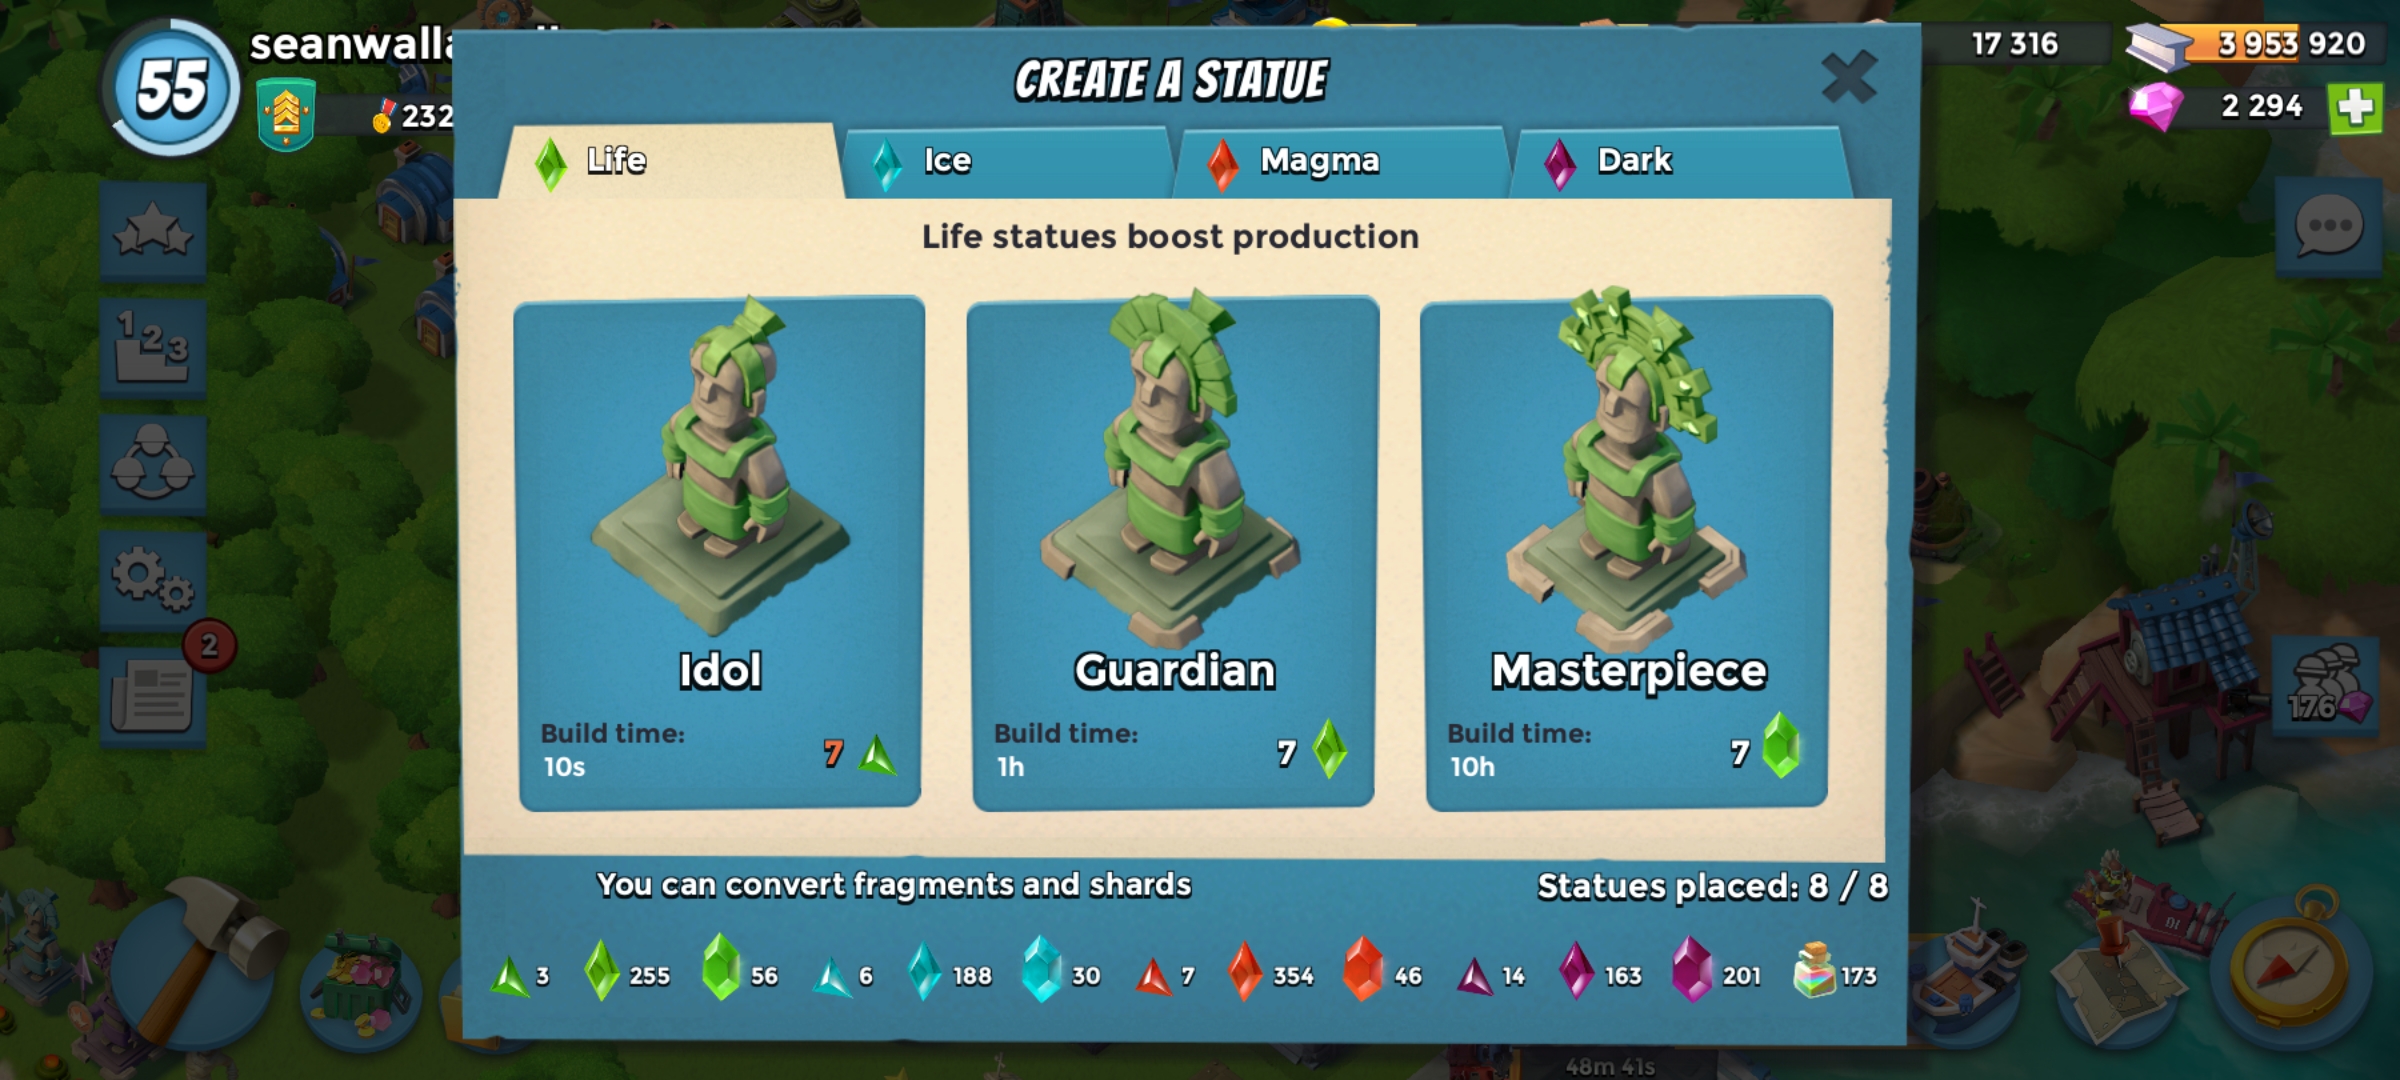 55
232
17 316
3 953 920
2 294
CREATE A STATUE
Life
Ice
Magma
Dark
Life statues boost production
1 2 3
2
176
Idol
Build time:
10s
7
Guardian
Build time:
1h
7
Masterpiece
Build time:
10h
7
You can convert fragments and shards
Statues placed: 8 / 8
3 255 56 6 188 30 7 354 46 14 163 201 173
48m 41s